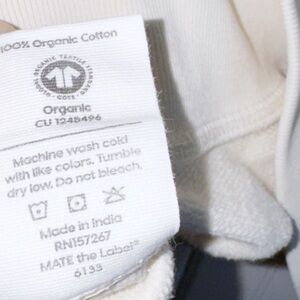 100% Organic Cotton
GLOBAL ORGANIC TEXTILE STANDARD
GOTS
Organic
CU 1245496
Machine wash cold
with like colors. Tumble
dry low. Do not bleach.
Made in India
RN157267
MATE the Label®
6133